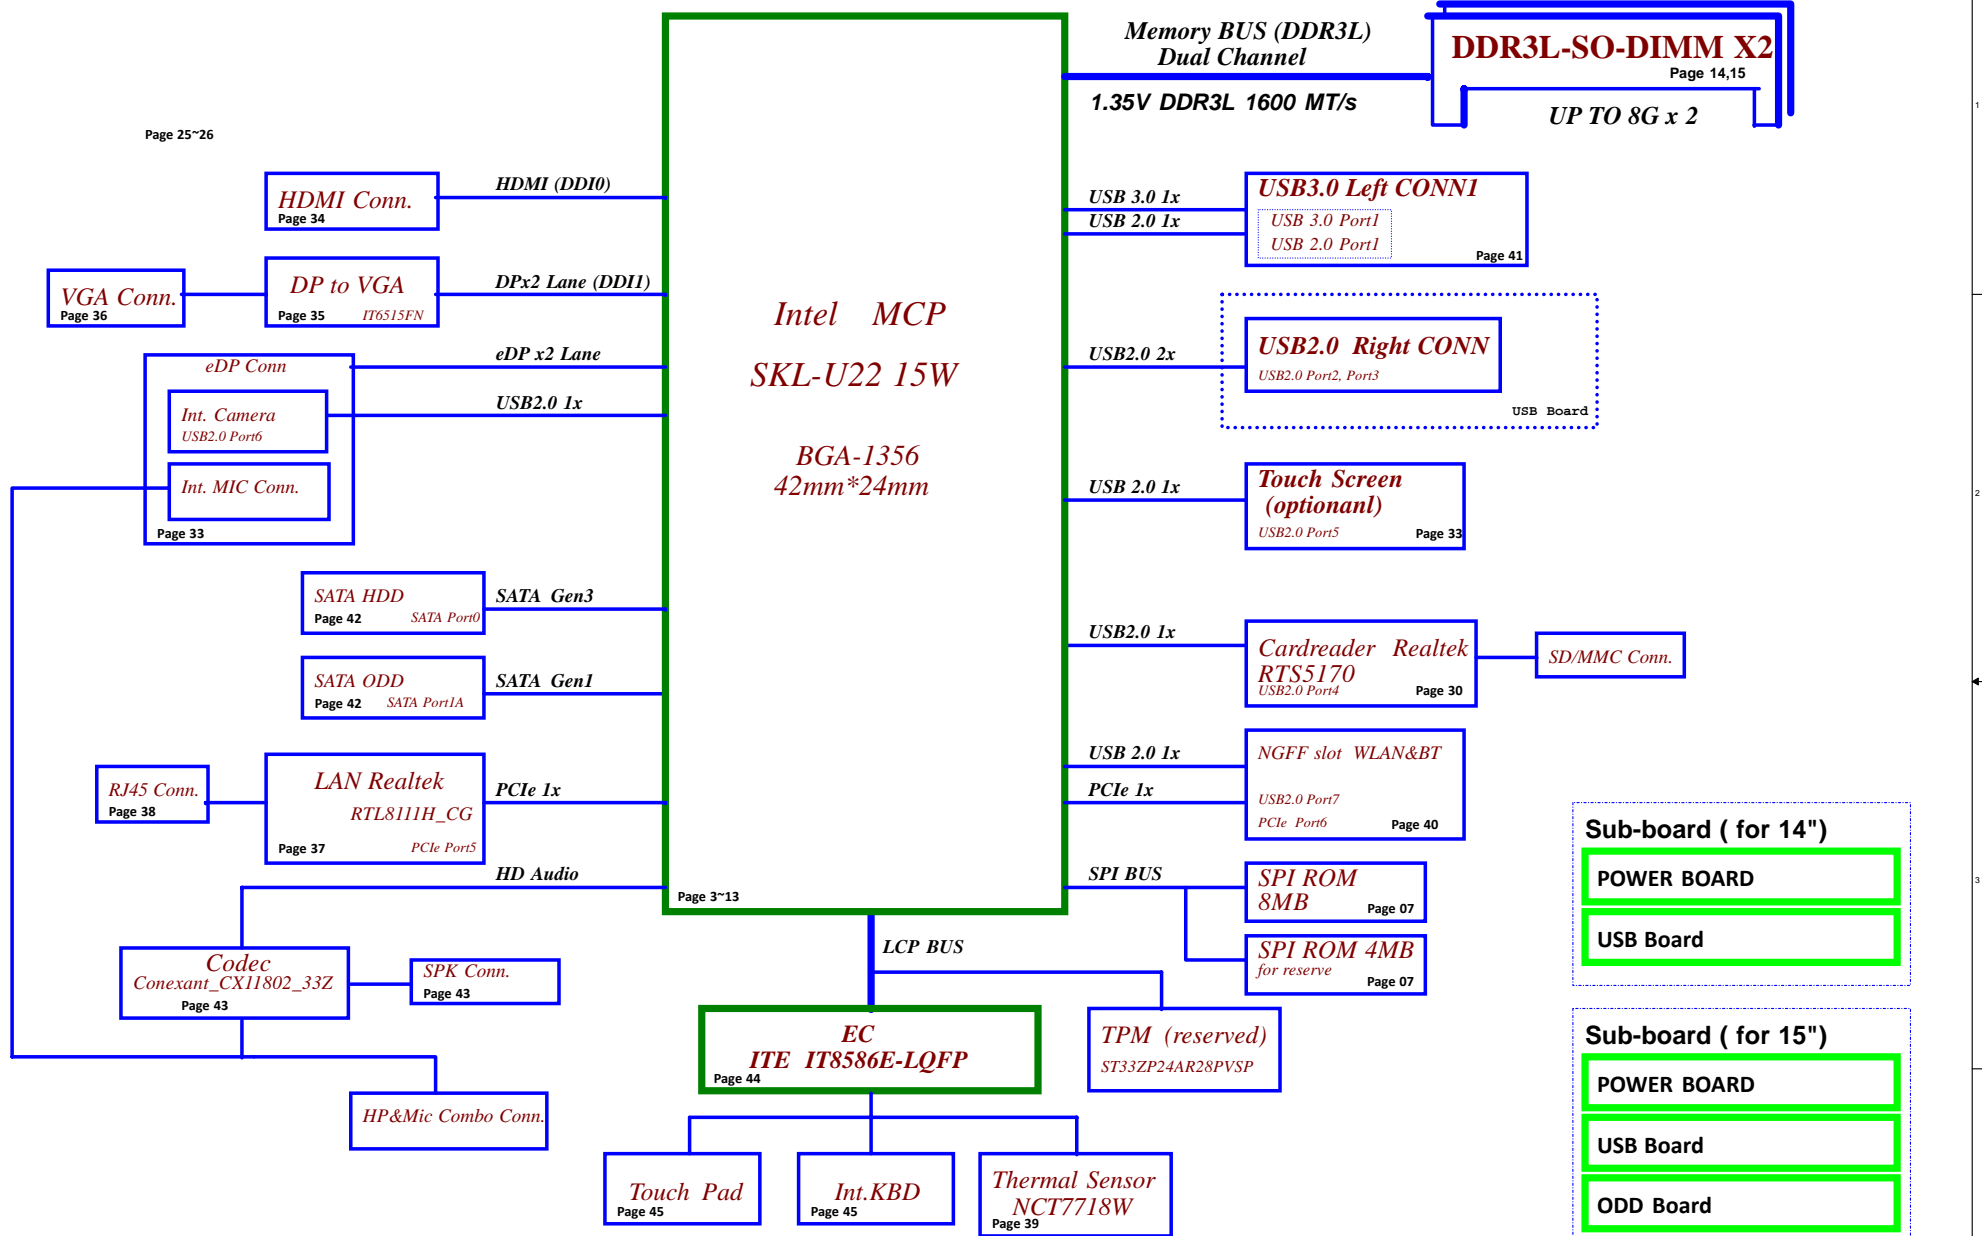 Memory BUS (DDR3L)
Dual Channel
1.35V DDR3L 1600 MT/s
DDR3L-SO-DIMM X2
Page 14,15
UP TO 8G x 2
1
Page 25~26
HDMI Conn.
Page 34
HDMI (DDI0)
VGA Conn.
Page 36
DP to VGA
Page 35 IT6515FN
DPx2 Lane (DDI1)
eDP Conn
eDP x2 Lane
Int. Camera
USB2.0 Port6
USB2.0 1x
Int. MIC Conn.
Page 33
SATA HDD
Page 42 SATA Port0
SATA Gen3
SATA ODD
Page 42 SATA Port1A
SATA Gen1
RJ45 Conn.
Page 38
LAN Realtek
RTL8111H_CG
Page 37 PCIe Port5
PCIe 1x
HD Audio
Codec
Conexant_CX11802_33Z
Page 43
SPK Conn.
Page 43
HP&Mic Combo Conn.
Intel MCP
SKL-U22 15W
BGA-1356
42mm*24mm
Page 3~13
LCP BUS
EC
ITE IT8586E-LQFP
Page 44
Touch Pad
Page 45
Int.KBD
Page 45
Thermal Sensor
NCT7718W
Page 39
TPM (reserved)
ST33ZP24AR28PVSP
USB 3.0 1x
USB 2.0 1x
USB3.0 Left CONN1
USB 3.0 Port1
USB 2.0 Port1
Page 41
USB2.0 2x
USB2.0 Right CONN
USB2.0 Port2, Port3
USB Board
USB 2.0 1x
Touch Screen
(optionanl)
USB2.0 Port5 Page 33
2
USB2.0 1x
Cardreader Realtek
RTS5170
USB2.0 Port4 Page 30
SD/MMC Conn.
USB 2.0 1x
PCIe 1x
NGFF slot WLAN&BT
USB2.0 Port7
PCIe Port6 Page 40
SPI BUS
SPI ROM
8MB
Page 07
SPI ROM 4MB
for reserve
Page 07
Sub-board ( for 14")
POWER BOARD
USB Board
3
Sub-board ( for 15")
POWER BOARD
USB Board
ODD Board